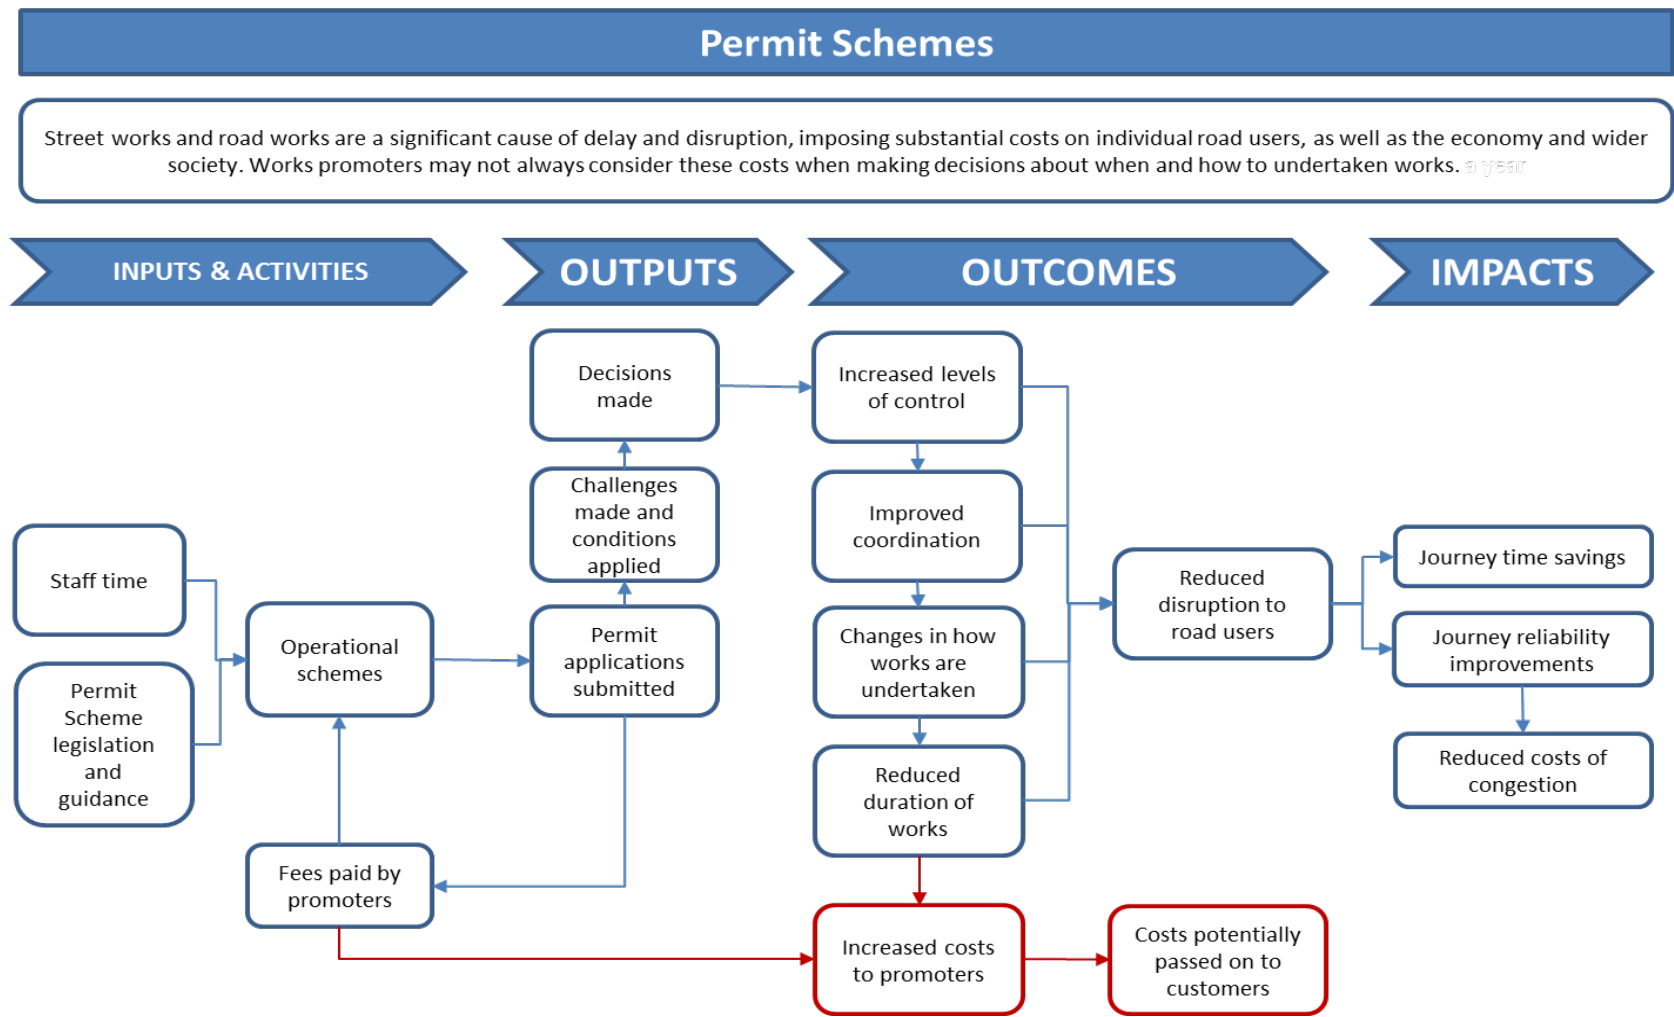 Permit Schemes
Street works and road works are a significant cause of delay and disruption, imposing substantial costs on individual road users, as well as the economy and wider
society. Works promoters may not always consider these costs when making decisions about when and how to undertaken works. a year
INPUTS & ACTIVITIES
OUTPUTS
OUTCOMES
IMPACTS
Staff time
Permit
Scheme
legislation
and
guidance
Operational
schemes
Fees paid by
promoters
Decisions
made
Challenges
made and
conditions
applied
Permit
applications
submitted
Increased levels
of control
Improved
coordination
Changes in how
works are
undertaken
Reduced
duration of
works
Increased costs
to promoters
Reduced
disruption to
road users
Costs potentially
passed on to
customers
Journey time savings
Journey reliability
improvements
Reduced costs of
congestion